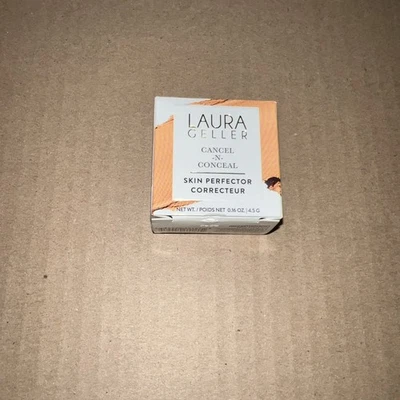 LAURA
GELLER
CANCEL
-N-
CONCEAL
SKIN PERFECTOR
CORRECTEUR
NET WT. / POIDS NET 0.16 OZ. | 4.5 G